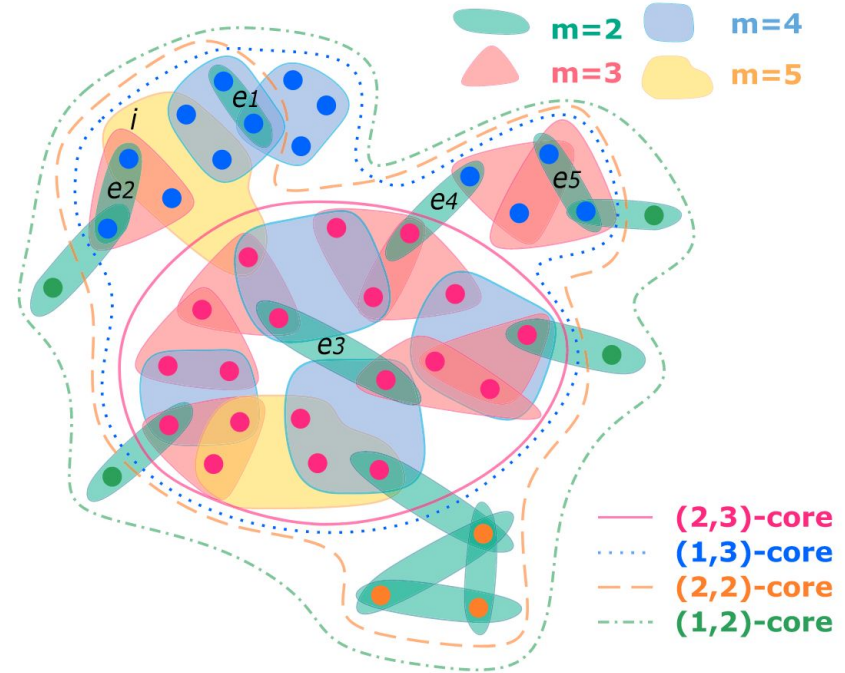 m=2
m=4
m=3
m=5
i
e1
e2
e3
e4
e5
(2,3)-core
(1,3)-core
(2,2)-core
(1,2)-core